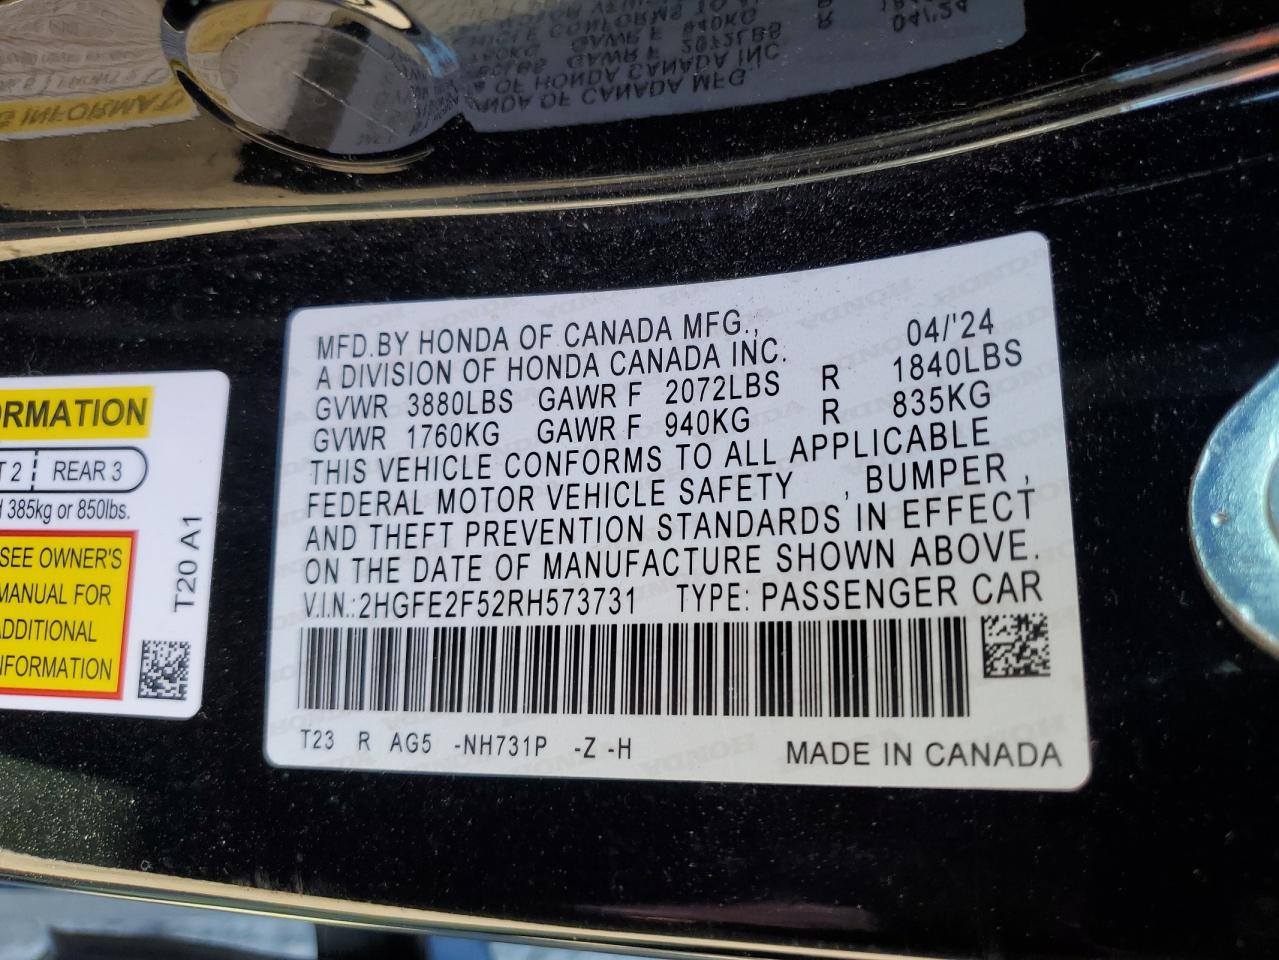 MFD.BY HONDA OF CANADA MFG., 04/'24
A DIVISION OF HONDA CANADA INC.
GVWR 3880LBS GAWR F 2072LBS R 1840LBS
GVWR 1760KG GAWR F 940KG R 835KG
THIS VEHICLE CONFORMS TO ALL APPLICABLE
FEDERAL MOTOR VEHICLE SAFETY , BUMPER ,
AND THEFT PREVENTION STANDARDS IN EFFECT
ON THE DATE OF MANUFACTURE SHOWN ABOVE.
V.I.N.:2HGFE2F52RH573731 TYPE: PASSENGER CAR
T23 R AG5 -NH731P -Z -H
MADE IN CANADA
ORMATION
T 2 REAR 3
385kg or 850lbs.
SEE OWNER'S
MANUAL FOR
ADDITIONAL
NFORMATION
T20 A1